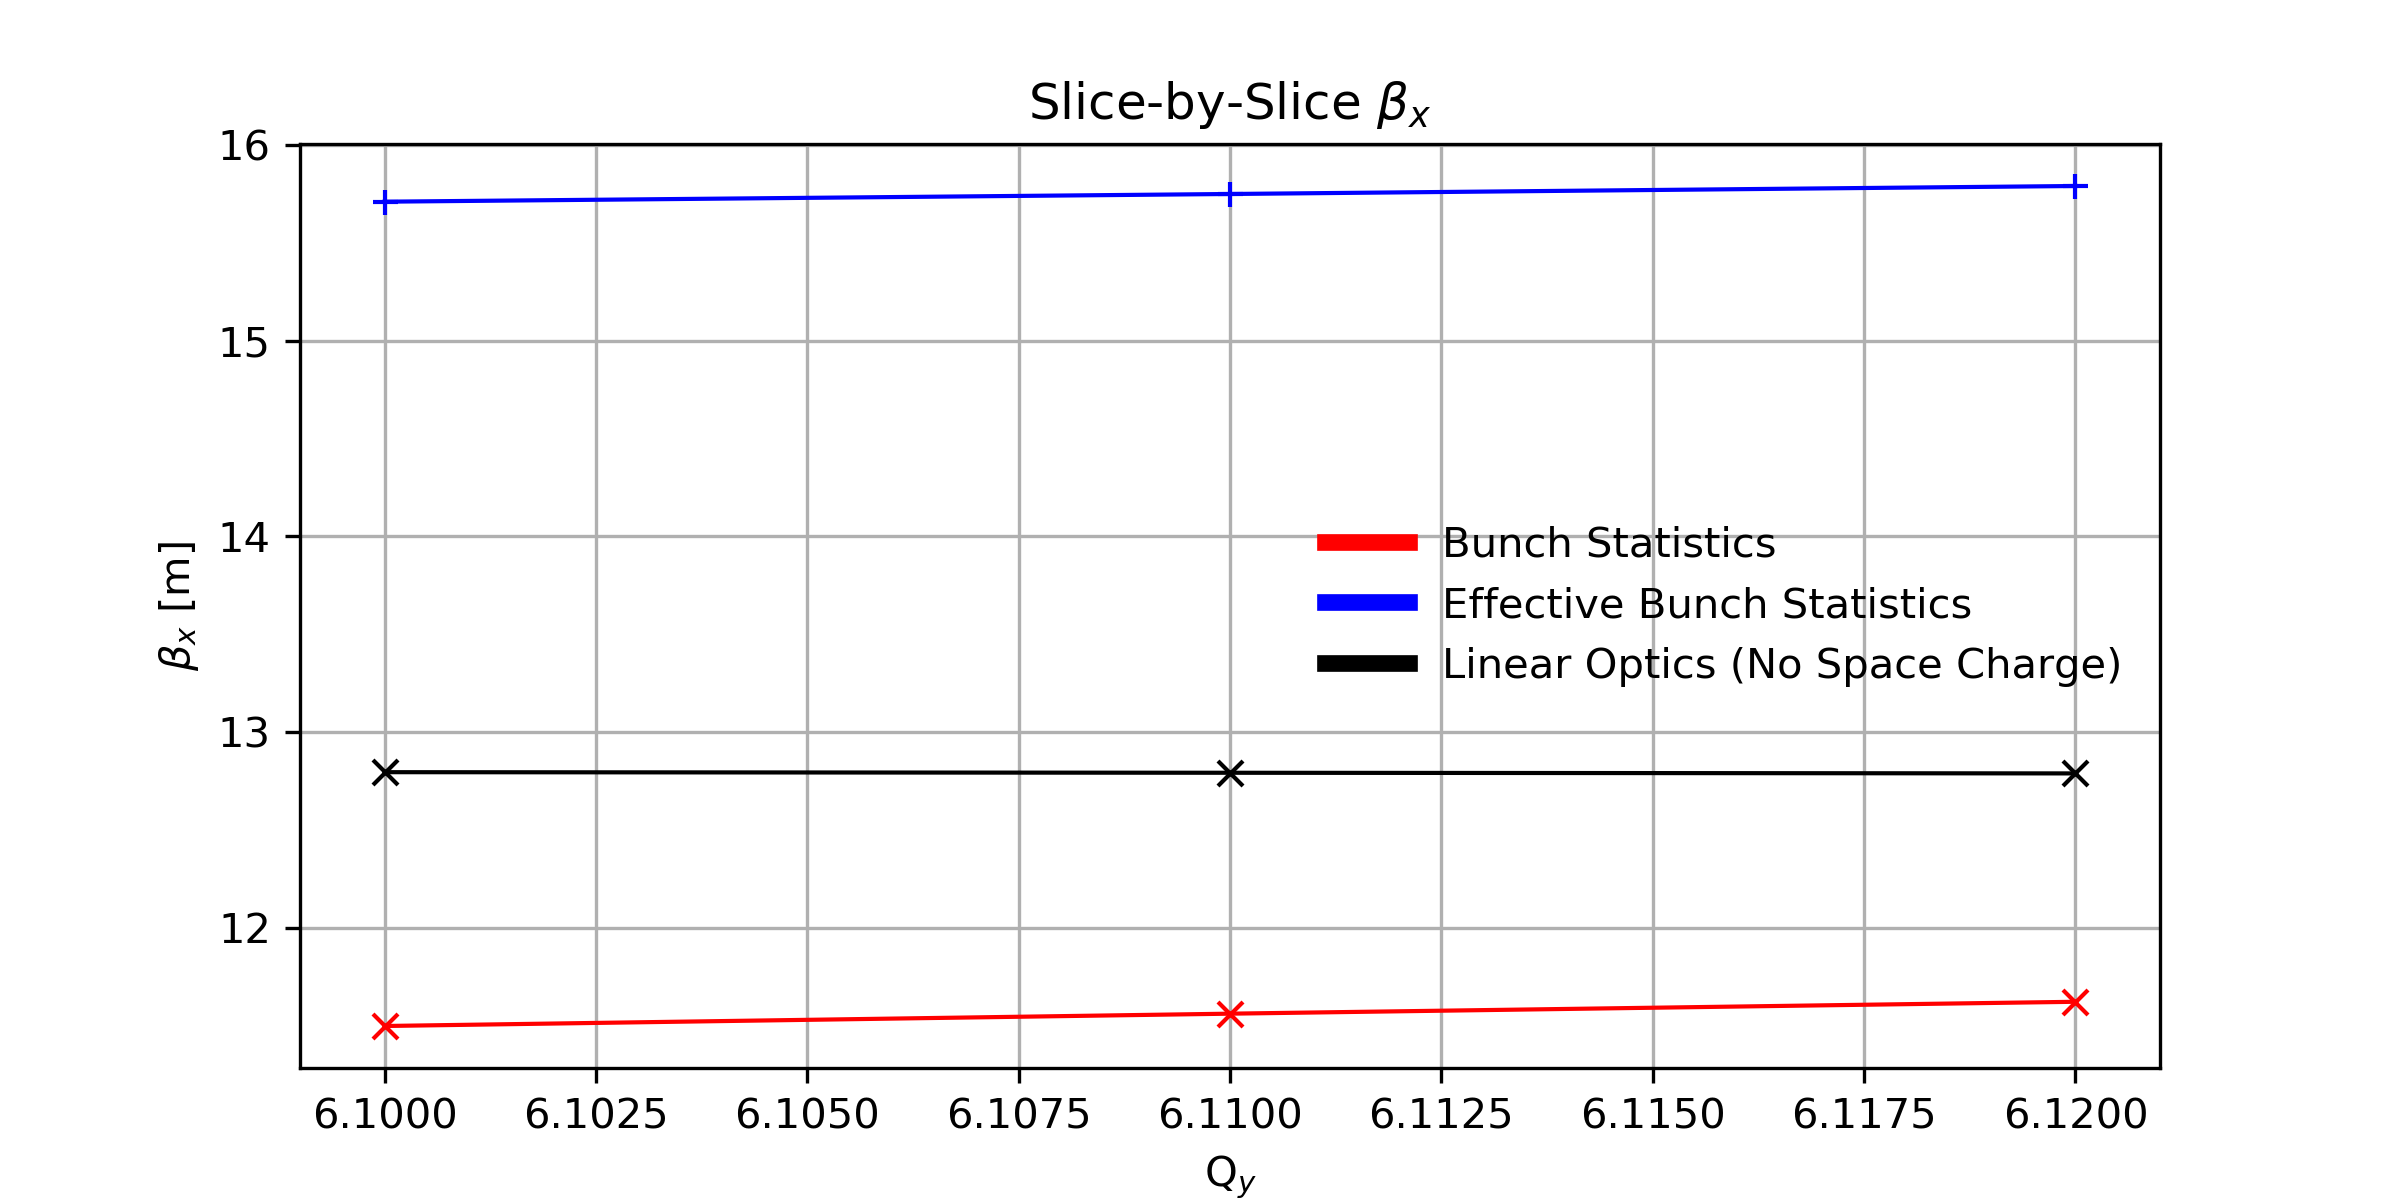 Slice-by-Slice βₓ
16
15
14
13
12
βₓ [m]
Bunch Statistics
Effective Bunch Statistics
Linear Optics (No Space Charge)
6.1000 6.1025 6.1050 6.1075 6.1100 6.1125 6.1150 6.1175 6.1200
Q_y